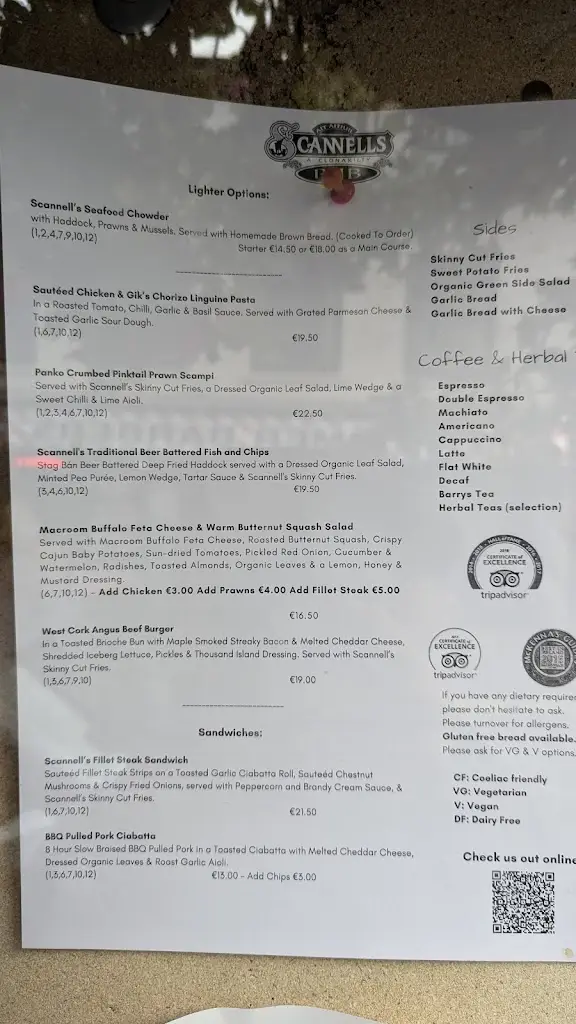 SCANNELLS
CLONAKILTY
PUB
Lighter Options:
Scannell's Seafood Chowder
with Haddock, Prawns & Mussels. Served with Homemade Brown Bread. (Cooked To Order)
(1,2,4,7,9,10,12)
Starter €14.50 or €18.00 as a Main Course.
Sautéed Chicken & Gik's Chorizo Linguine Pasta
In a Roasted Tomato, Chilli, Garlic & Basil Sauce. Served with Grated Parmesan Cheese &
Toasted Garlic Sour Dough.
(1,6,7,10,12)
€19.50
Panko Crumbed Pinktail Prawn Scampi
Served with Scannell's Skinny Cut Fries, a Dressed Organic Leaf Salad, Lime Wedge & a
Sweet Chilli & Lime Aioli.
(1,2,3,4,6,7,10,12)
€22.50
Scannell's Traditional Beer Battered Fish and Chips
Stag Bán Beer Battered Deep Fried Haddock served with a Dressed Organic Leaf Salad,
Minted Pea Purée, Lemon Wedge, Tartar Sauce & Scannell's Skinny Cut Fries.
(3,4,6,10,12)
€19.50
Macroom Buffalo Feta Cheese & Warm Butternut Squash Salad
Served with Macroom Buffalo Feta Cheese, Roasted Butternut Squash, Crispy
Cajun Baby Potatoes, Sun-dried Tomatoes, Pickled Red Onion, Cucumber &
Watermelon, Radishes, Toasted Almonds, Organic Leaves & a Lemon, Honey &
Mustard Dressing.
(6,7,10,12) - Add Chicken €3.00 Add Prawns €4.00 Add Fillet Steak €5.00
€16.50
West Cork Angus Beef Burger
In a Toasted Brioche Bun with Maple Smoked Streaky Bacon & Melted Cheddar Cheese,
Shredded Iceberg Lettuce, Pickles & Thousand Island Dressing. Served with Scannell's
Skinny Cut Fries.
(1,3,6,7,9,10)
€19.00
Sandwiches:
Scannell's Fillet Steak Sandwich
Sauteéd Fillet Steak Strips on a Toasted Garlic Ciabatta Roll, Sauteéd Chestnut
Mushrooms & Crispy Fried Onions, served with Peppercorn and Brandy Cream Sauce, &
Scannell's Skinny Cut Fries.
(1,6,7,10,12)
€21.50
BBQ Pulled Pork Ciabatta
8 Hour Slow Braised BBQ Pulled Pork in a Toasted Ciabatta with Melted Cheddar Cheese,
Dressed Organic Leaves & Roast Garlic Aioli.
(1,3,6,7,10,12)
€13.00 - Add Chips €3.00
Sides
Skinny Cut Fries
Sweet Potato Fries
Organic Green Side Salad
Garlic Bread
Garlic Bread with Cheese
Coffee & Herbal
Espresso
Double Espresso
Machiato
Americano
Cappuccino
Latte
Flat White
Decaf
Barrys Tea
Herbal Teas (selection)
CERTIFICATE of
EXCELLENCE
tripadvisor
CERTIFICATE of
EXCELLENCE
tripadvisor
If you have any dietary require
please don't hesitate to ask.
Please turnover for allergens.
Gluten free bread available.
Please ask for VG & V options.
CF: Coeliac friendly
VG: Vegetarian
V: Vegan
DF: Dairy Free
Check us out online